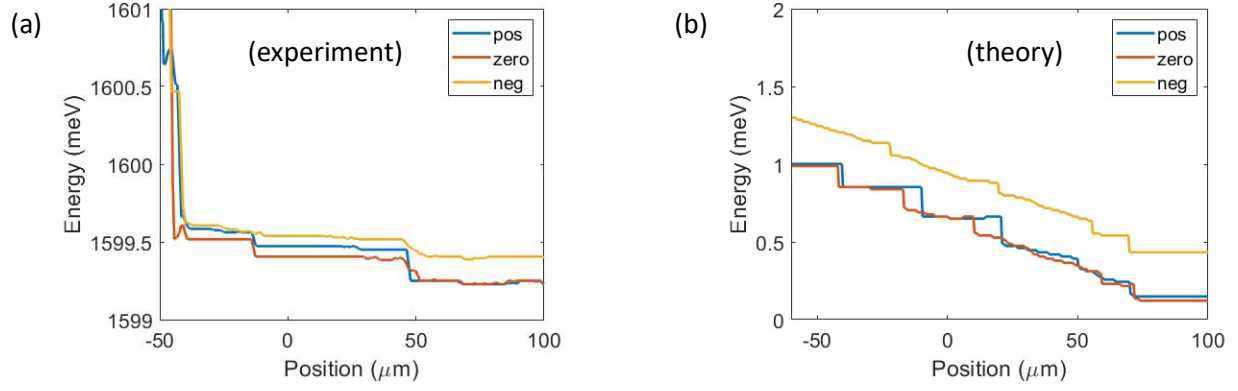 (a)
(experiment)
pos
zero
neg
1601
1600.5
1600
1599.5
1599
Energy (meV)
-50
0
50
100
Position (μm)
(b)
(theory)
pos
zero
neg
2
1.5
1
0.5
0
Energy (meV)
-50
0
50
100
Position (μm)